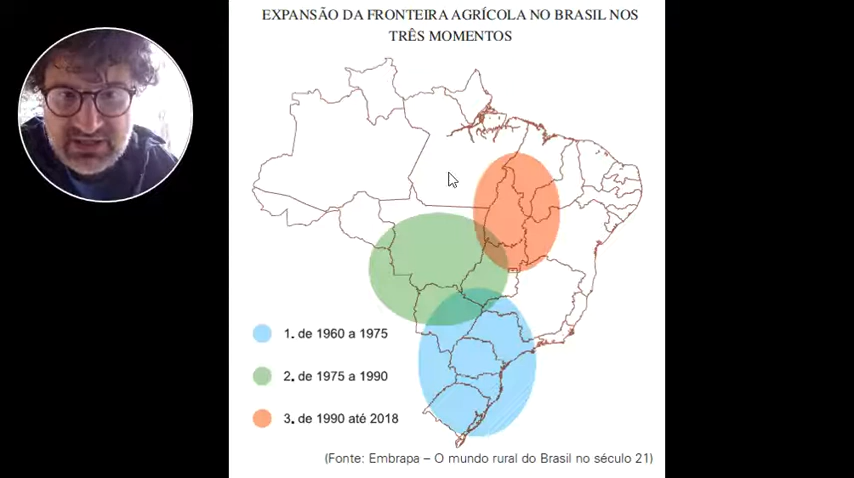 EXPANSÃO DA FRONTEIRA AGRÍCOLA NO BRASIL NOS
TRÊS MOMENTOS
1. de 1960 a 1975
2. de 1975 a 1990
3. de 1990 até 2018
(Fonte: Embrapa – O mundo rural do Brasil no século 21)